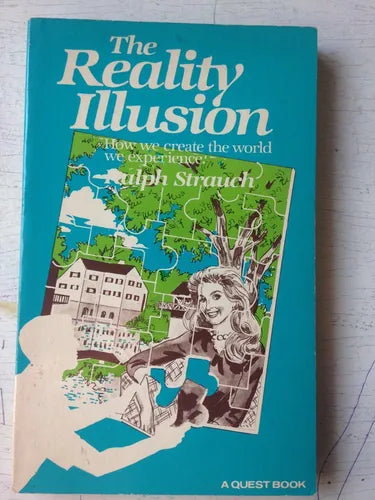 The
Reality
Illusion
How we create the world
we experience.
Ralph Strauch
A QUEST BOOK